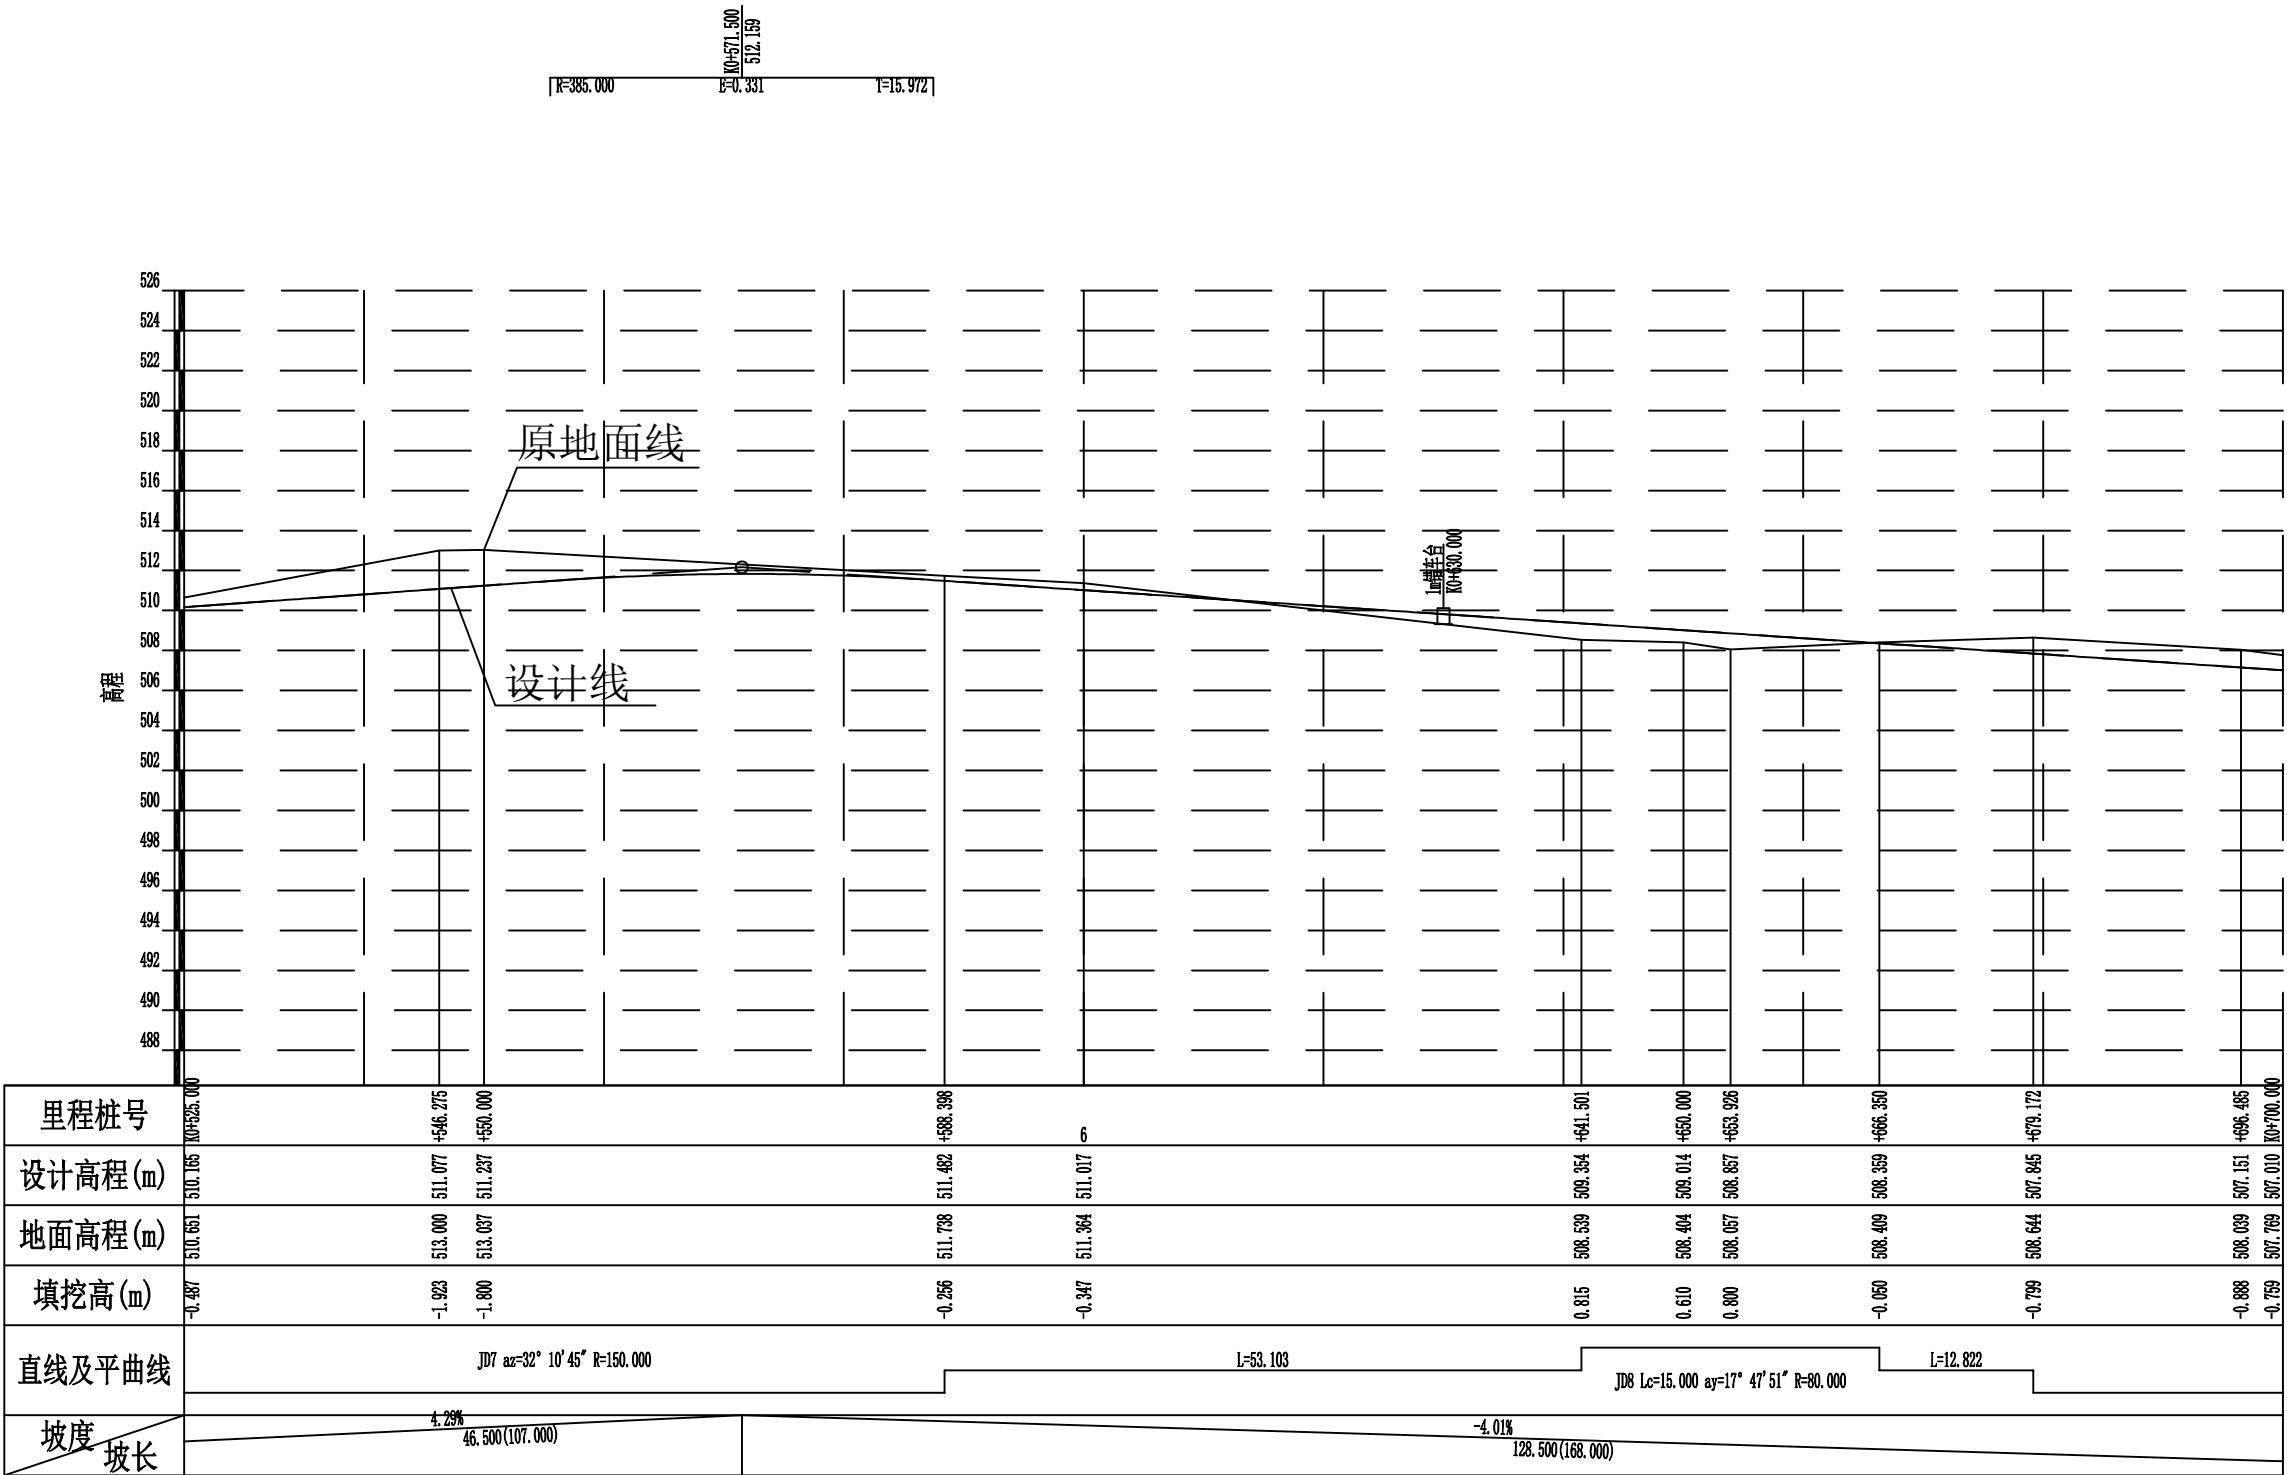 K0+571.500
512.159
R=385.000 E=0.331 T=15.972
526
524
522
520
518
516
514
512
510
508
506
504
502
500
498
496
494
492
490
488
高程
原地面线
设计线
1m错车台
K0+630.000
里程桩号 K0+525.000 +546.275 +550.000 +588.398 6 +641.501 +650.000 +653.926 +666.350 +679.172 +696.485 K0+700.000
设计高程(m) 510.165 511.077 511.237 511.482 511.017 509.354 509.014 508.857 508.359 507.845 507.151 507.010
地面高程(m) 510.651 513.000 513.037 511.738 511.364 508.539 508.404 508.057 508.409 508.644 508.039 507.769
填挖高(m) -0.487 -1.923 -1.800 -0.256 -0.347 0.815 0.610 0.800 -0.050 -0.799 -0.888 -0.759
直线及平曲线 JD7 az=32° 10' 45" R=150.000 L=53.103 JD8 Lc=15.000 ay=17° 47' 51" R=80.000 L=12.822
坡度 4.29% -4.01%
坡长 46.500(107.000) 128.500(168.000)